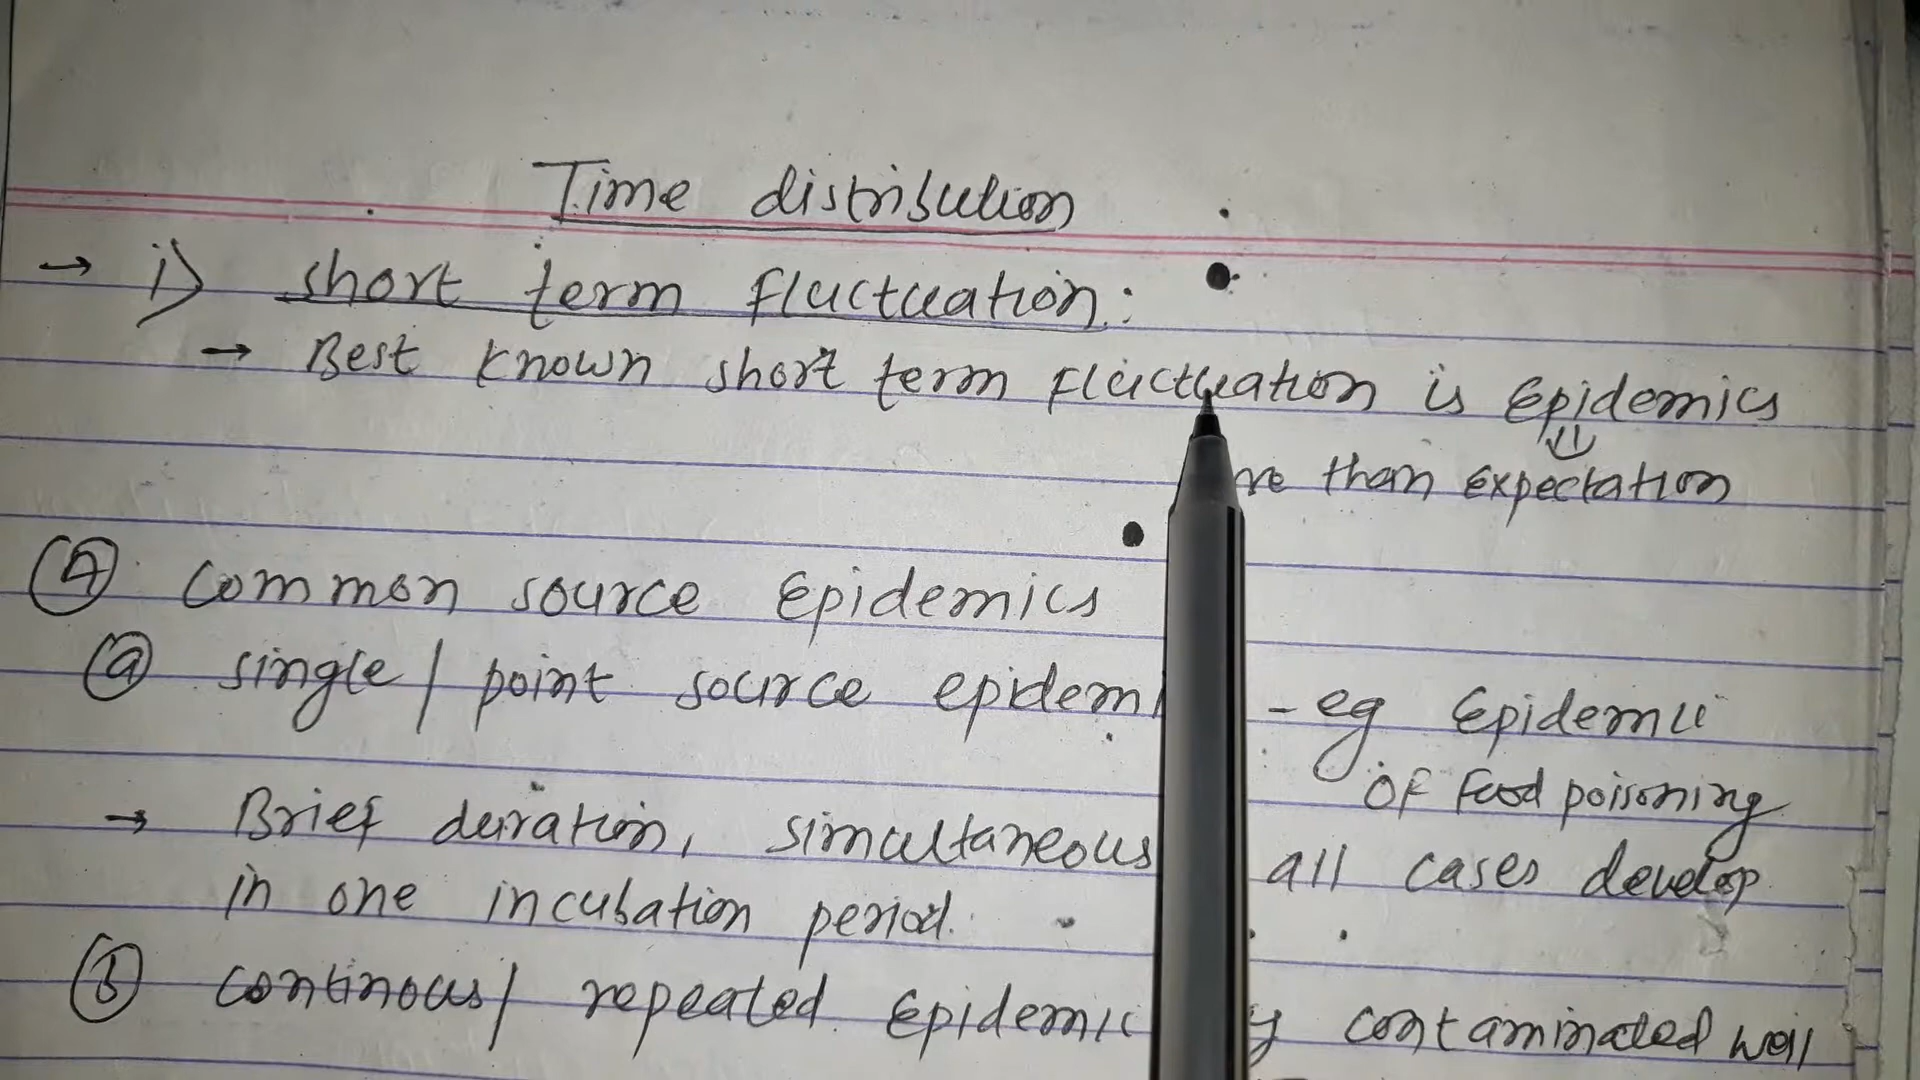 Time distribution
→ i) short term fluctuation:
→ Best known short term fluctuation is Epidemics
than expectation
(A) Common source Epidemics
(a) single/ point source epidem - eg Epidemic
of Food poisoning
→ Brief duration, simultaneous all cases develop
in one incubation period.
(b) continous/ repeated Epidemic contaminated well